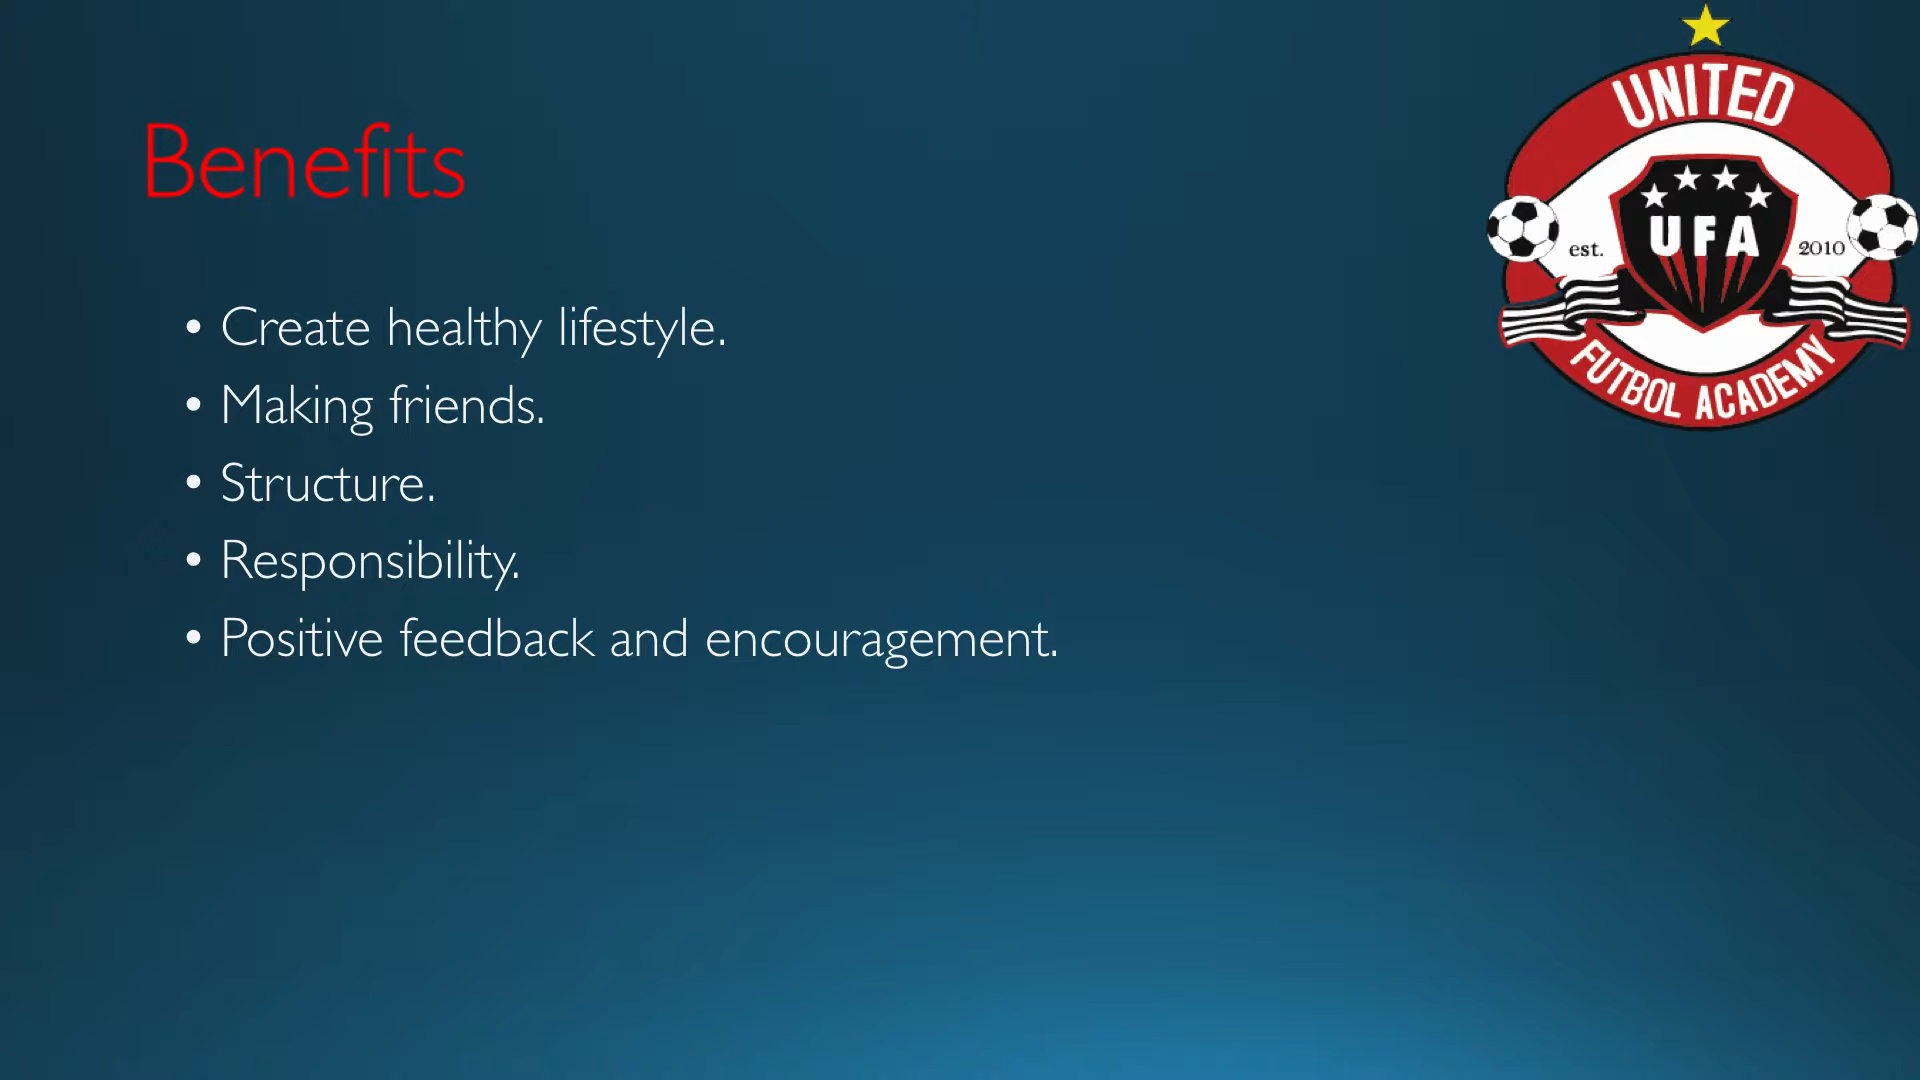 Benefits
• Create healthy lifestyle.
• Making friends.
• Structure.
• Responsibility.
• Positive feedback and encouragement.
UNITED
UFA
est. 2010
FUTBOL ACADEMY